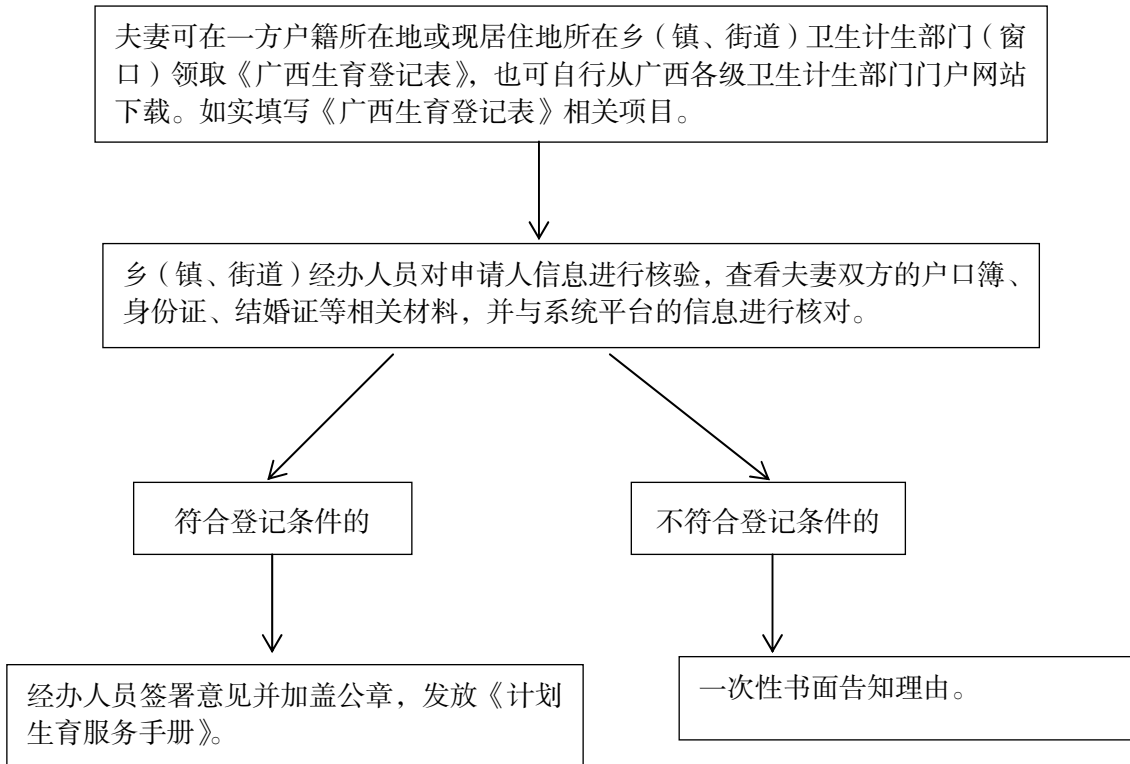 夫妻可在一方户籍所在地或现居住地所在乡（镇、街道）卫生计生部门（窗
口）领取《广西生育登记表》，也可自行从广西各级卫生计生部门门户网站
下载。如实填写《广西生育登记表》相关项目。
乡（镇、街道）经办人员对申请人信息进行核验，查看夫妻双方的户口簿、
身份证、结婚证等相关材料，并与系统平台的信息进行核对。
符合登记条件的
不符合登记条件的
经办人员签署意见并加盖公章，发放《计划
生育服务手册》。
一次性书面告知理由。